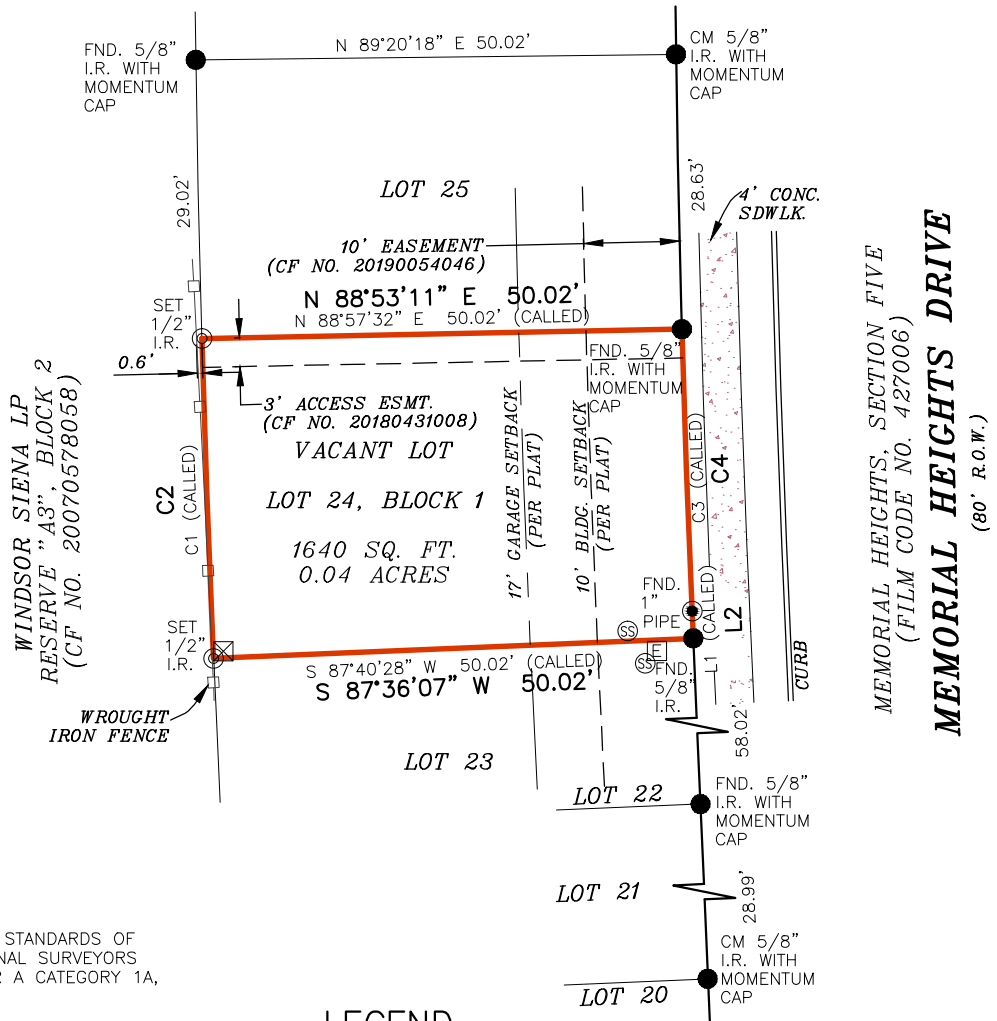 N 89°20'18" E 50.02'
FND. 5/8"
I.R. WITH
MOMENTUM
CAP
CM 5/8"
I.R. WITH
MOMENTUM
CAP
29.02'
28.63'
LOT 25
4' CONC.
SDWLK.
10' EASEMENT
(CF NO. 20190054046)
N 88°53'11" E 50.02'
N 88°57'32" E 50.02' (CALLED)
SET
1/2"
I.R.
0.6'
FND. 5/8"
I.R. WITH
MOMENTUM
CAP
3' ACCESS ESMT.
(CF NO. 20180431008)
VACANT LOT
LOT 24, BLOCK 1
1640 SQ. FT.
0.04 ACRES
17' GARAGE SETBACK
(PER PLAT)
10' BLDG. SETBACK
(PER PLAT)
C2
C1 (CALLED)
C3 (CALLED)
C4
WINDSOR SIENA LP
RESERVE "A3", BLOCK 2
(CF NO. 20070578058)
MEMORIAL HEIGHTS, SECTION FIVE
(FILM CODE NO. 427006)
MEMORIAL HEIGHTS DRIVE
(80' R.O.W.)
FND.
1"
PIPE
SS
E
SS
L1 (CALLED)
L2
CURB
SET
1/2"
I.R.
S 87°40'28" W 50.02' (CALLED)
S 87°36'07" W 50.02'
FND.
5/8"
I.R.
WROUGHT
IRON FENCE
LOT 23
58.02'
LOT 22
FND. 5/8"
I.R. WITH
MOMENTUM
CAP
LOT 21
28.99'
CM 5/8"
I.R. WITH
MOMENTUM
CAP
LOT 20
STANDARDS OF
NAL SURVEYORS
R A CATEGORY 1A,
LEGEND